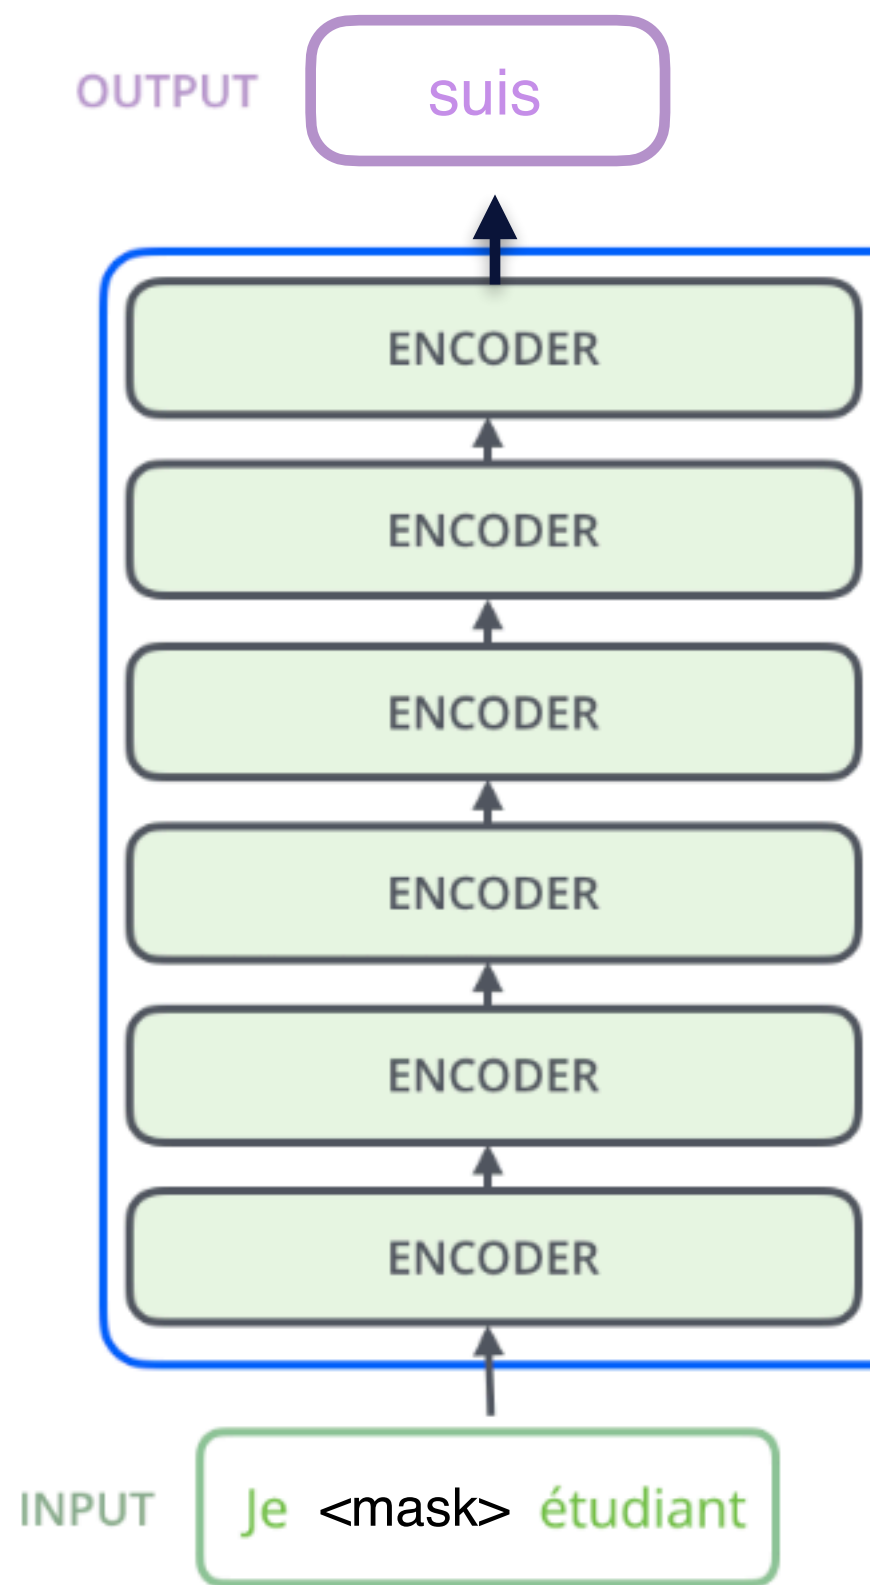 OUTPUT suis
ENCODER
ENCODER
ENCODER
ENCODER
ENCODER
ENCODER
INPUT Je <mask> étudiant